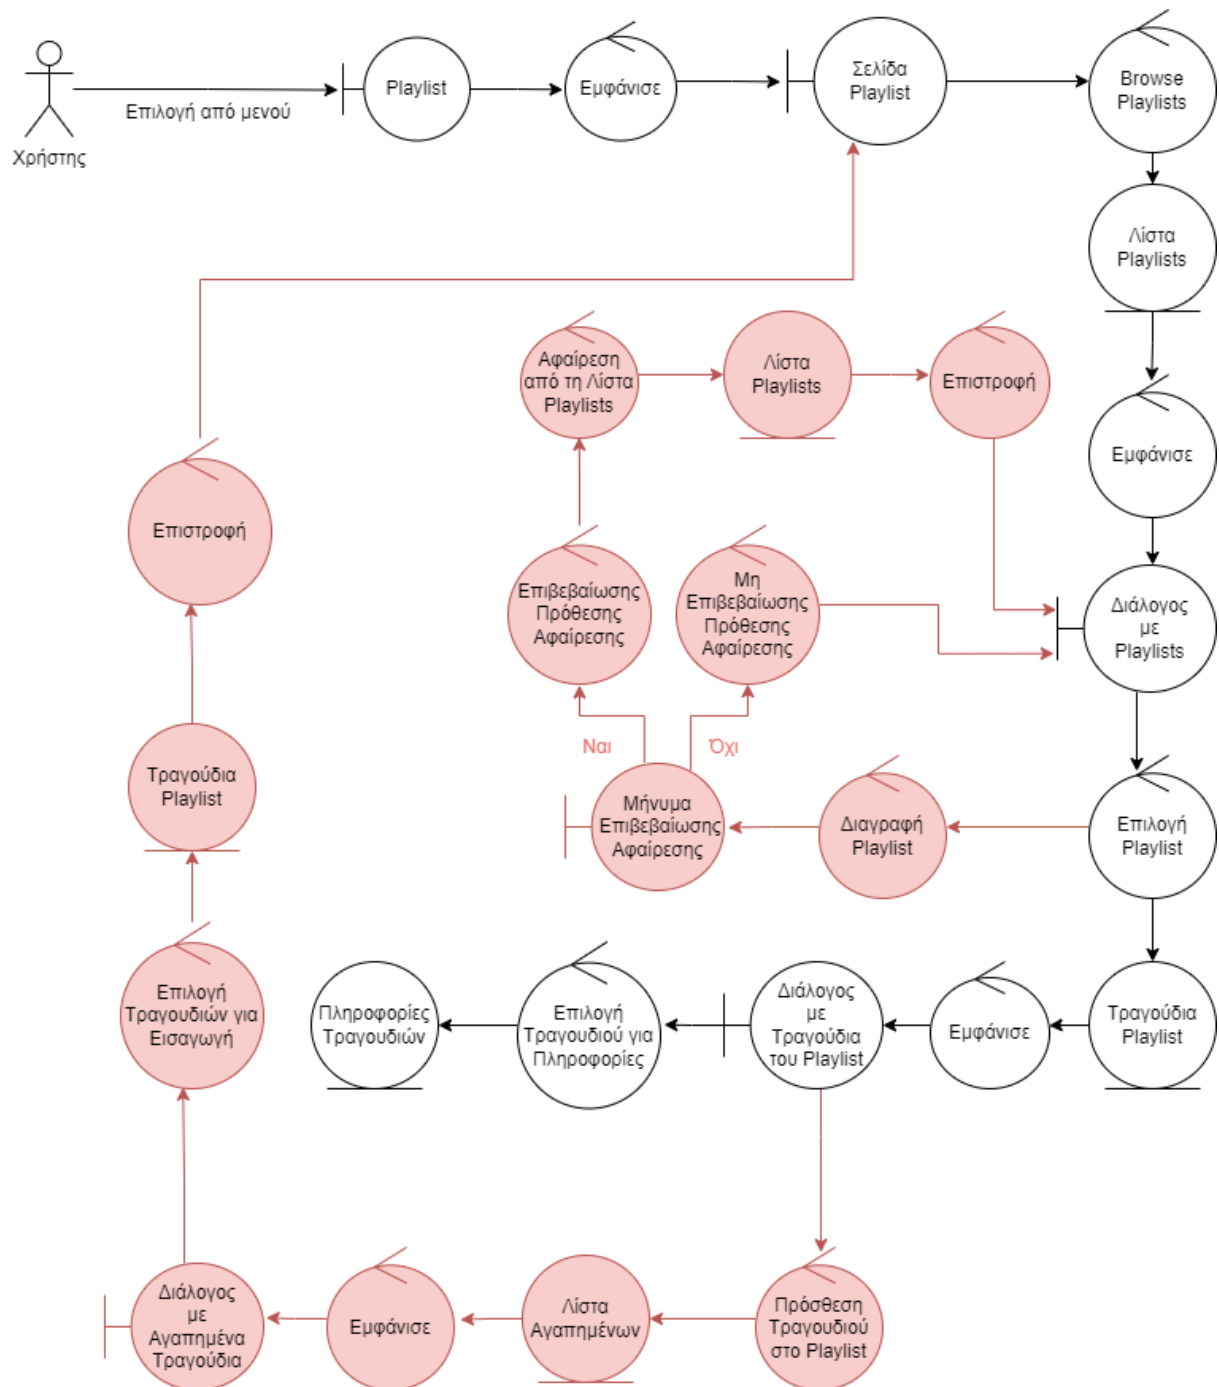 Χρήστης
Επιλογή από μενού
Playlist
Εμφάνισε
Σελίδα
Playlist
Browse
Playlists
Λίστα
Playlists
Εμφάνισε
Διάλογος
με
Playlists
Επιλογή
Playlist
Διαγραφή
Playlist
Μήνυμα
Επιβεβαίωσης
Αφαίρεσης
Ναι
Όχι
Επιβεβαίωσης
Πρόθεσης
Αφαίρεσης
Μη
Επιβεβαίωσης
Πρόθεσης
Αφαίρεσης
Αφαίρεση
από τη Λίστα
Playlists
Λίστα
Playlists
Επιστροφή
Τραγούδια
Playlist
Εμφάνισε
Διάλογος
με
Τραγούδια
του Playlist
Επιλογή
Τραγουδιού για
Πληροφορίες
Πληροφορίες
Τραγουδιών
Πρόσθεση
Τραγουδιού
στο Playlist
Λίστα
Αγαπημένων
Εμφάνισε
Διάλογος
με
Αγαπημένα
Τραγούδια
Επιλογή
Τραγουδιών για
Εισαγωγή
Τραγούδια
Playlist
Επιστροφή